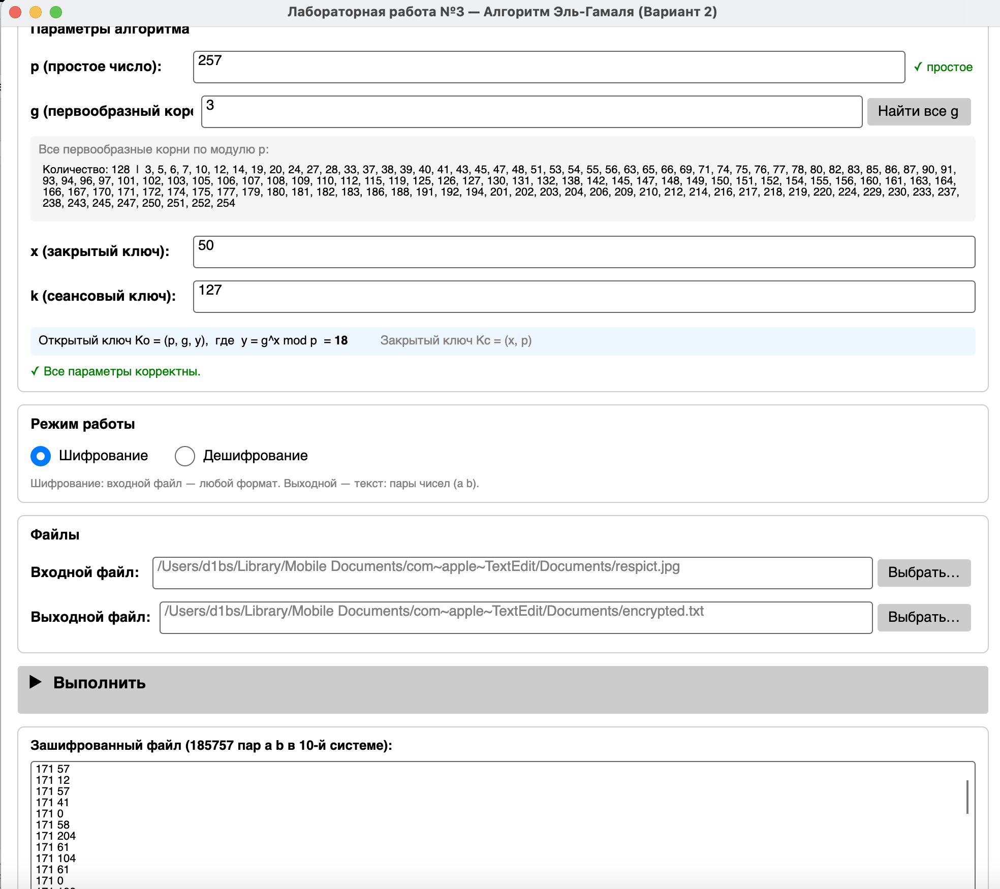 Лабораторная работа №3 — Алгоритм Эль-Гамаля (Вариант 2)
Параметры алгоритма
p (простое число): 257 ✓ простое
g (первообразный коре 3 Найти все g
Все первообразные корни по модулю p:
Количество: 128 | 3, 5, 6, 7, 10, 12, 14, 19, 20, 24, 27, 28, 33, 37, 38, 39, 40, 41, 43, 45, 47, 48, 51, 53, 54, 55, 56, 63, 65, 66, 69, 71, 74, 75, 76, 77, 78, 80, 82, 83, 85, 86, 87, 90, 91,
93, 94, 96, 97, 101, 102, 103, 105, 106, 107, 108, 109, 110, 112, 115, 119, 125, 126, 127, 130, 131, 132, 138, 142, 145, 147, 148, 149, 150, 151, 152, 154, 155, 156, 160, 161, 163, 164,
166, 167, 170, 171, 172, 174, 175, 177, 179, 180, 181, 182, 183, 186, 188, 191, 192, 194, 201, 202, 203, 204, 206, 209, 210, 212, 214, 216, 217, 218, 219, 220, 224, 229, 230, 233, 237,
238, 243, 245, 247, 250, 251, 252, 254
x (закрытый ключ): 50
k (сеансовый ключ): 127
Открытый ключ Ko = (p, g, y), где y = g^x mod p = 18 Закрытый ключ Kc = (x, p)
✓ Все параметры корректны.
Режим работы
Шифрование Дешифрование
Шифрование: входной файл — любой формат. Выходной — текст: пары чисел (a b).
Файлы
Входной файл: /Users/d1bs/Library/Mobile Documents/com~apple~TextEdit/Documents/respict.jpg Выбрать...
Выходной файл: /Users/d1bs/Library/Mobile Documents/com~apple~TextEdit/Documents/encrypted.txt Выбрать...
▶ Выполнить
Зашифрованный файл (185757 пар a b в 10-й системе):
171 57
171 12
171 57
171 41
171 0
171 58
171 204
171 61
171 104
171 61
171 0